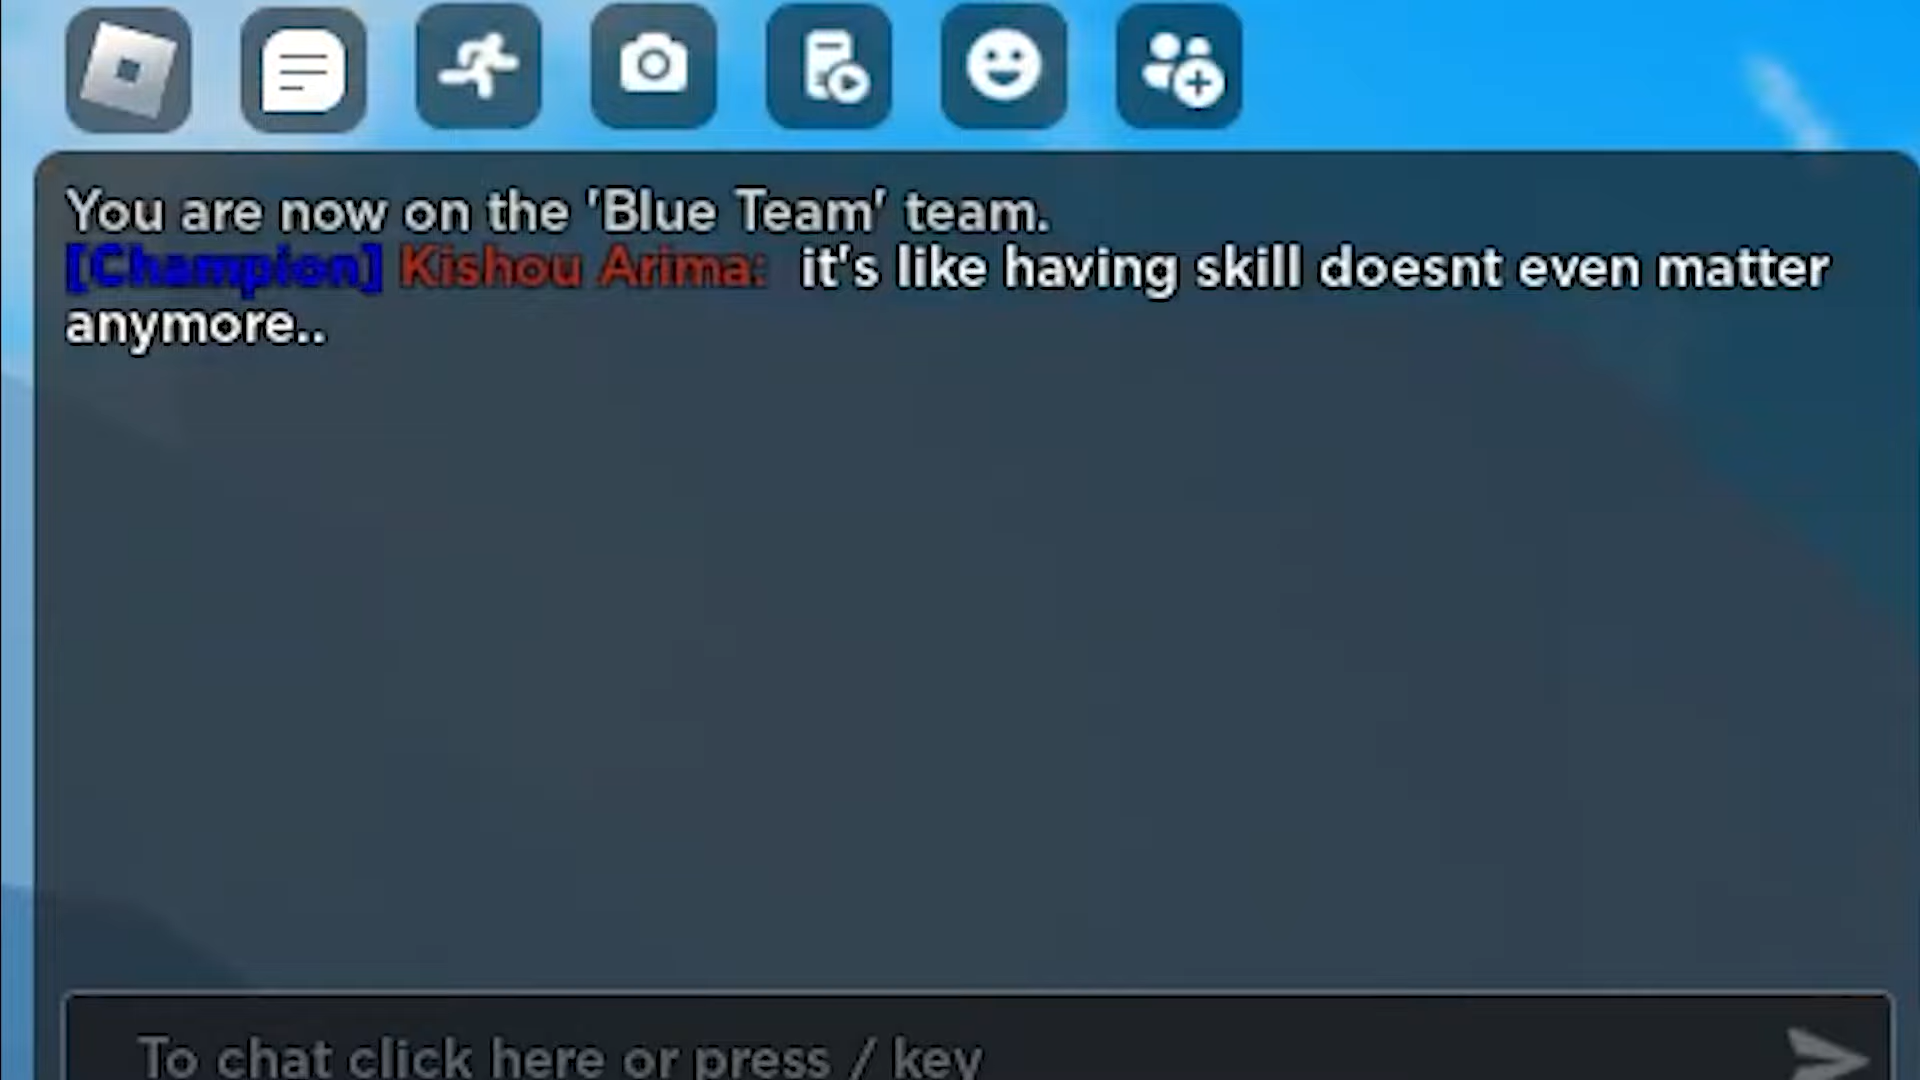 You are now on the 'Blue Team' team.
[Champion] Kishou Arima: it's like having skill doesnt even matter
anymore..
To chat click here or press / key